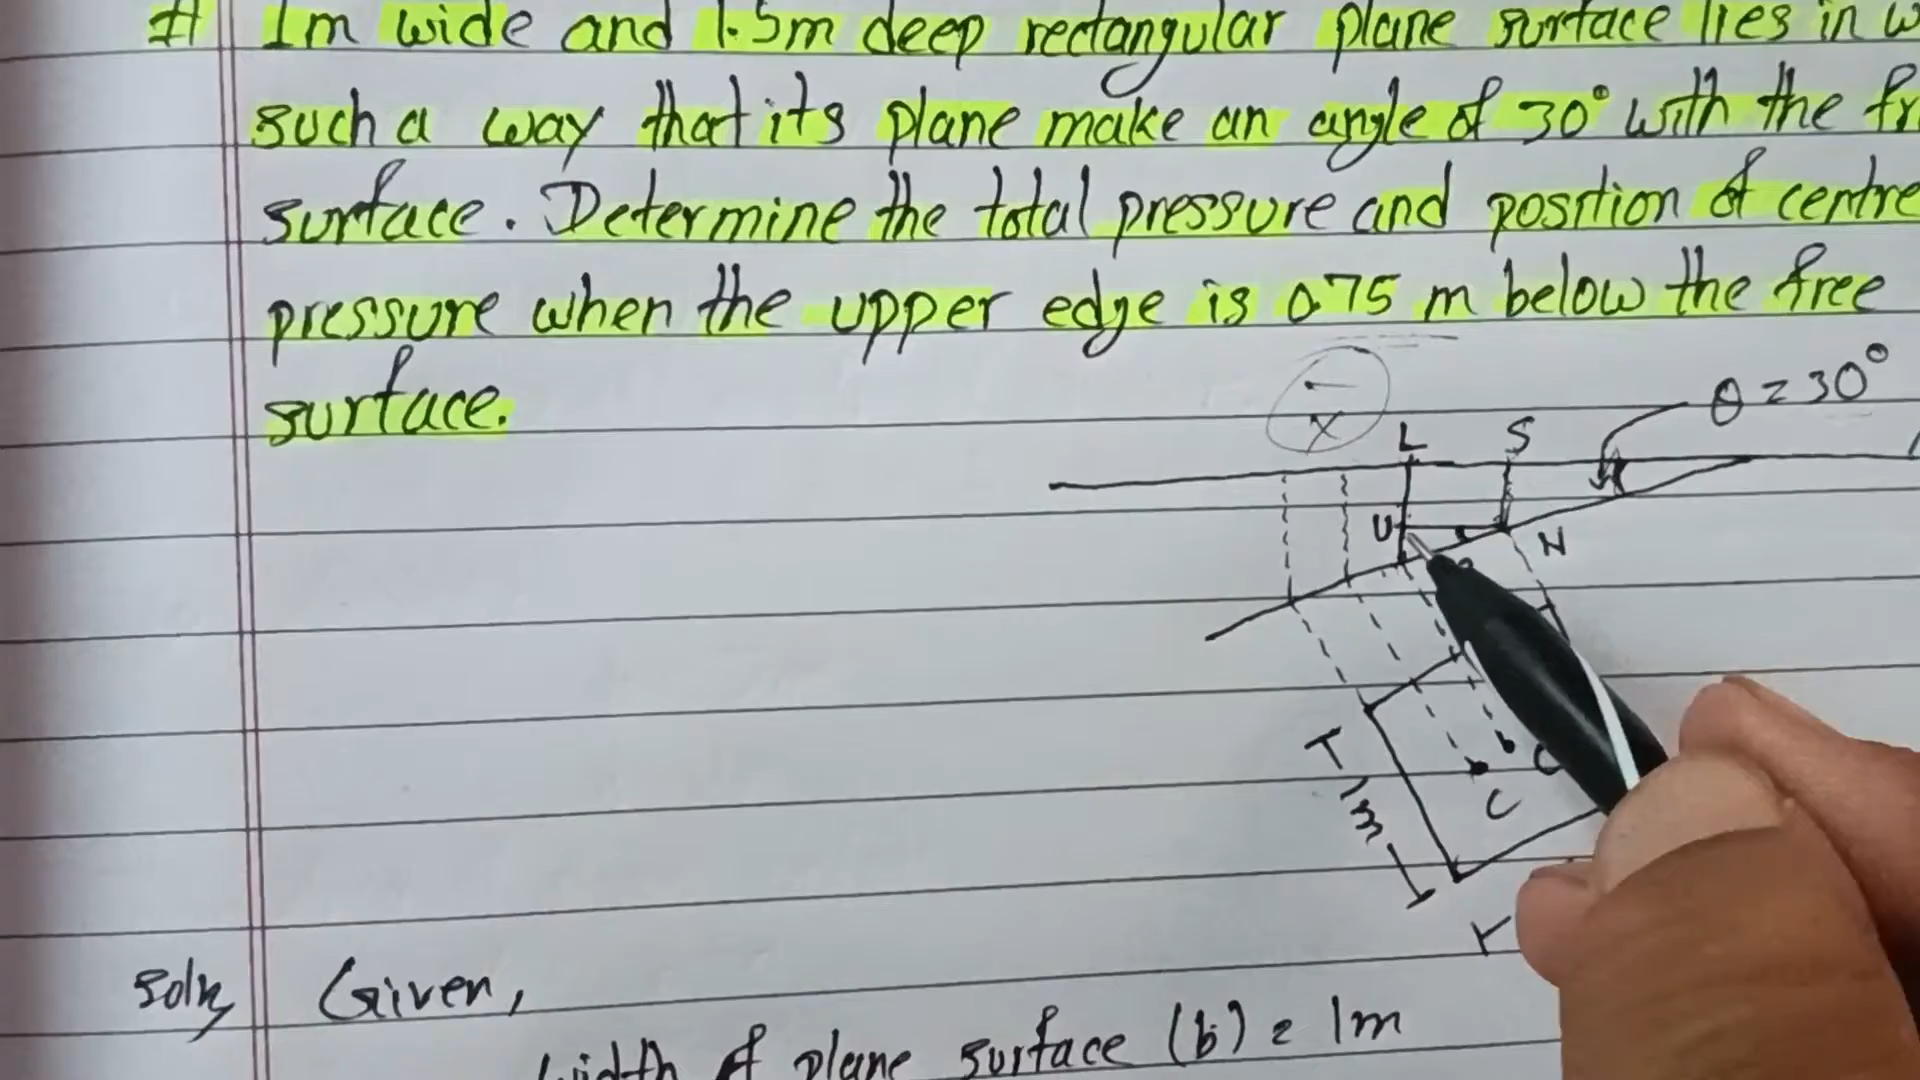 # 1m wide and 1.5m deep rectangular plane surface lies in
such a way that its plane make an angle of 30° with the
surface. Determine the total pressure and position of centre
pressure when the upper edge is 0.75 m below the free
surface.
θ = 30°
X
L S
U N
1m
C
Soln Given,
width of plane surface (b) = 1m